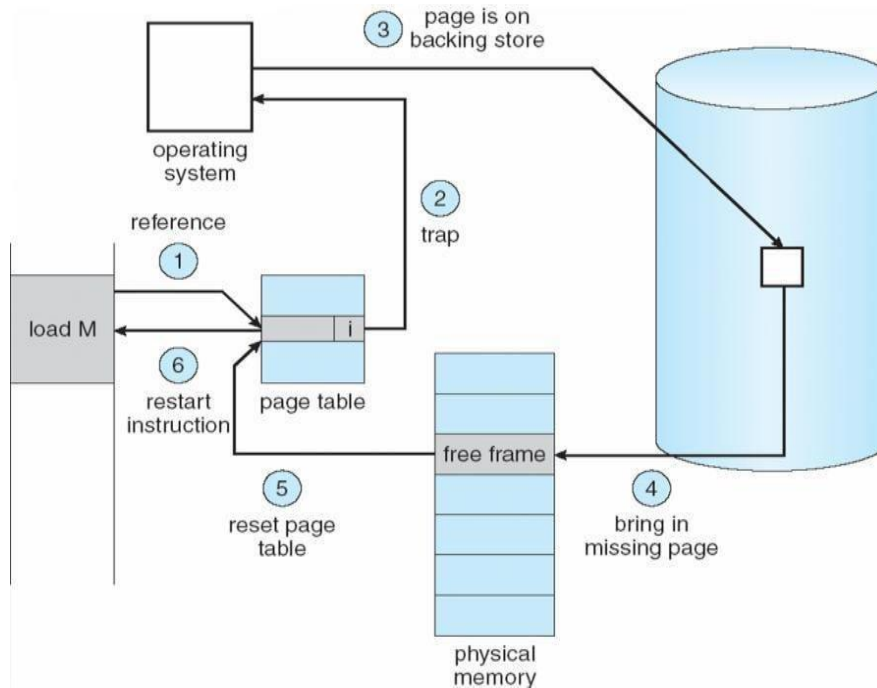 3
page is on
backing store
operating
system
reference
1
2
trap
load M
i
6
restart
instruction
page table
free frame
5
reset page
table
4
bring in
missing page
physical
memory